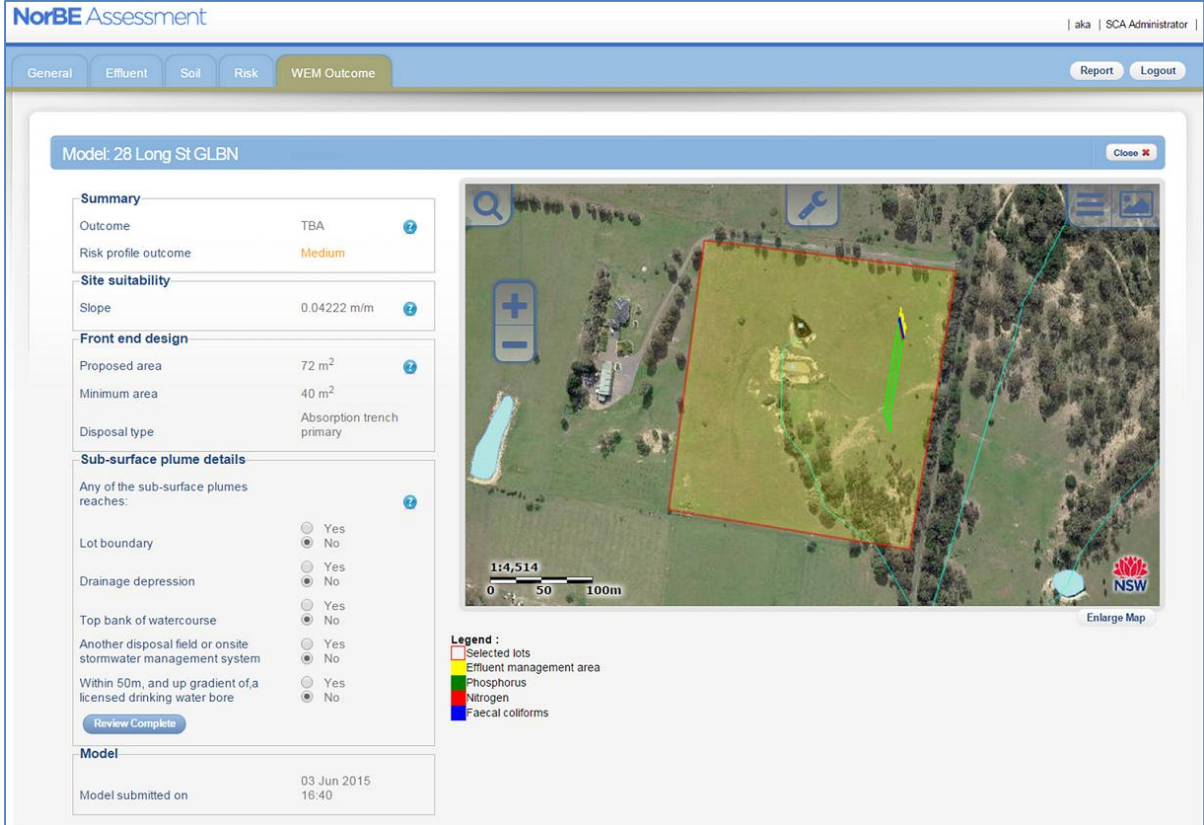 NorBE Assessment
| aka | SCA Administrator |
General Effluent Soil Risk WEM Outcome Report Logout
Model: 28 Long St GLBN
Close ✖
Summary
Outcome TBA ?
Risk profile outcome Medium
Site suitability
Slope 0.04222 m/m ?
Front end design
Proposed area 72 m² ?
Minimum area 40 m²
Disposal type Absorption trench
primary
Sub-surface plume details
Any of the sub-surface plumes
reaches: ?
Yes
Lot boundary No
Yes
Drainage depression No
Yes
Top bank of watercourse No
Another disposal field or onsite Yes
stormwater management system No
Within 50m, and up gradient of,a Yes
licensed drinking water bore No
Review Complete
Model
03 Jun 2015
Model submitted on 16:40
1:4,514
0 50 100m
NSW
Enlarge Map
Legend :
Selected lots
Effluent management area
Phosphorus
Nitrogen
Faecal coliforms